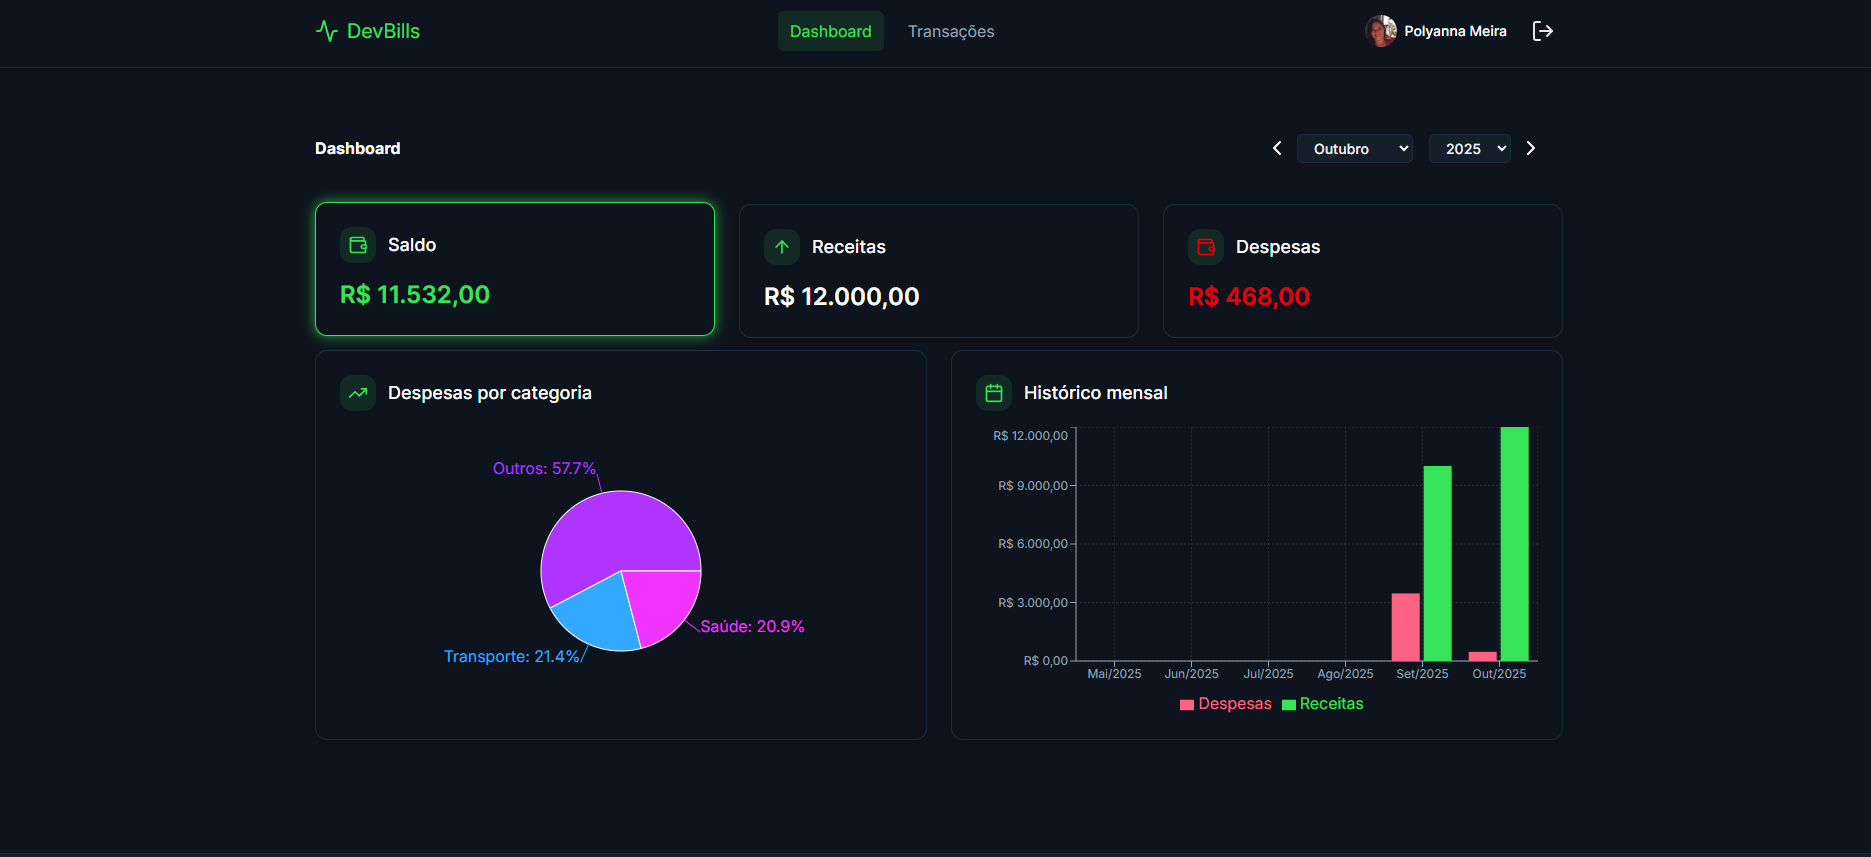 DevBills
Dashboard
Transações
Polyanna Meira
Dashboard
Outubro
2025
Saldo
R$ 11.532,00
Receitas
R$ 12.000,00
Despesas
R$ 468,00
Despesas por categoria
Outros: 57.7%
Saúde: 20.9%
Transporte: 21.4%
Histórico mensal
R$ 12.000,00
R$ 9.000,00
R$ 6.000,00
R$ 3.000,00
R$ 0,00
Mai/2025
Jun/2025
Jul/2025
Ago/2025
Set/2025
Out/2025
Despesas
Receitas